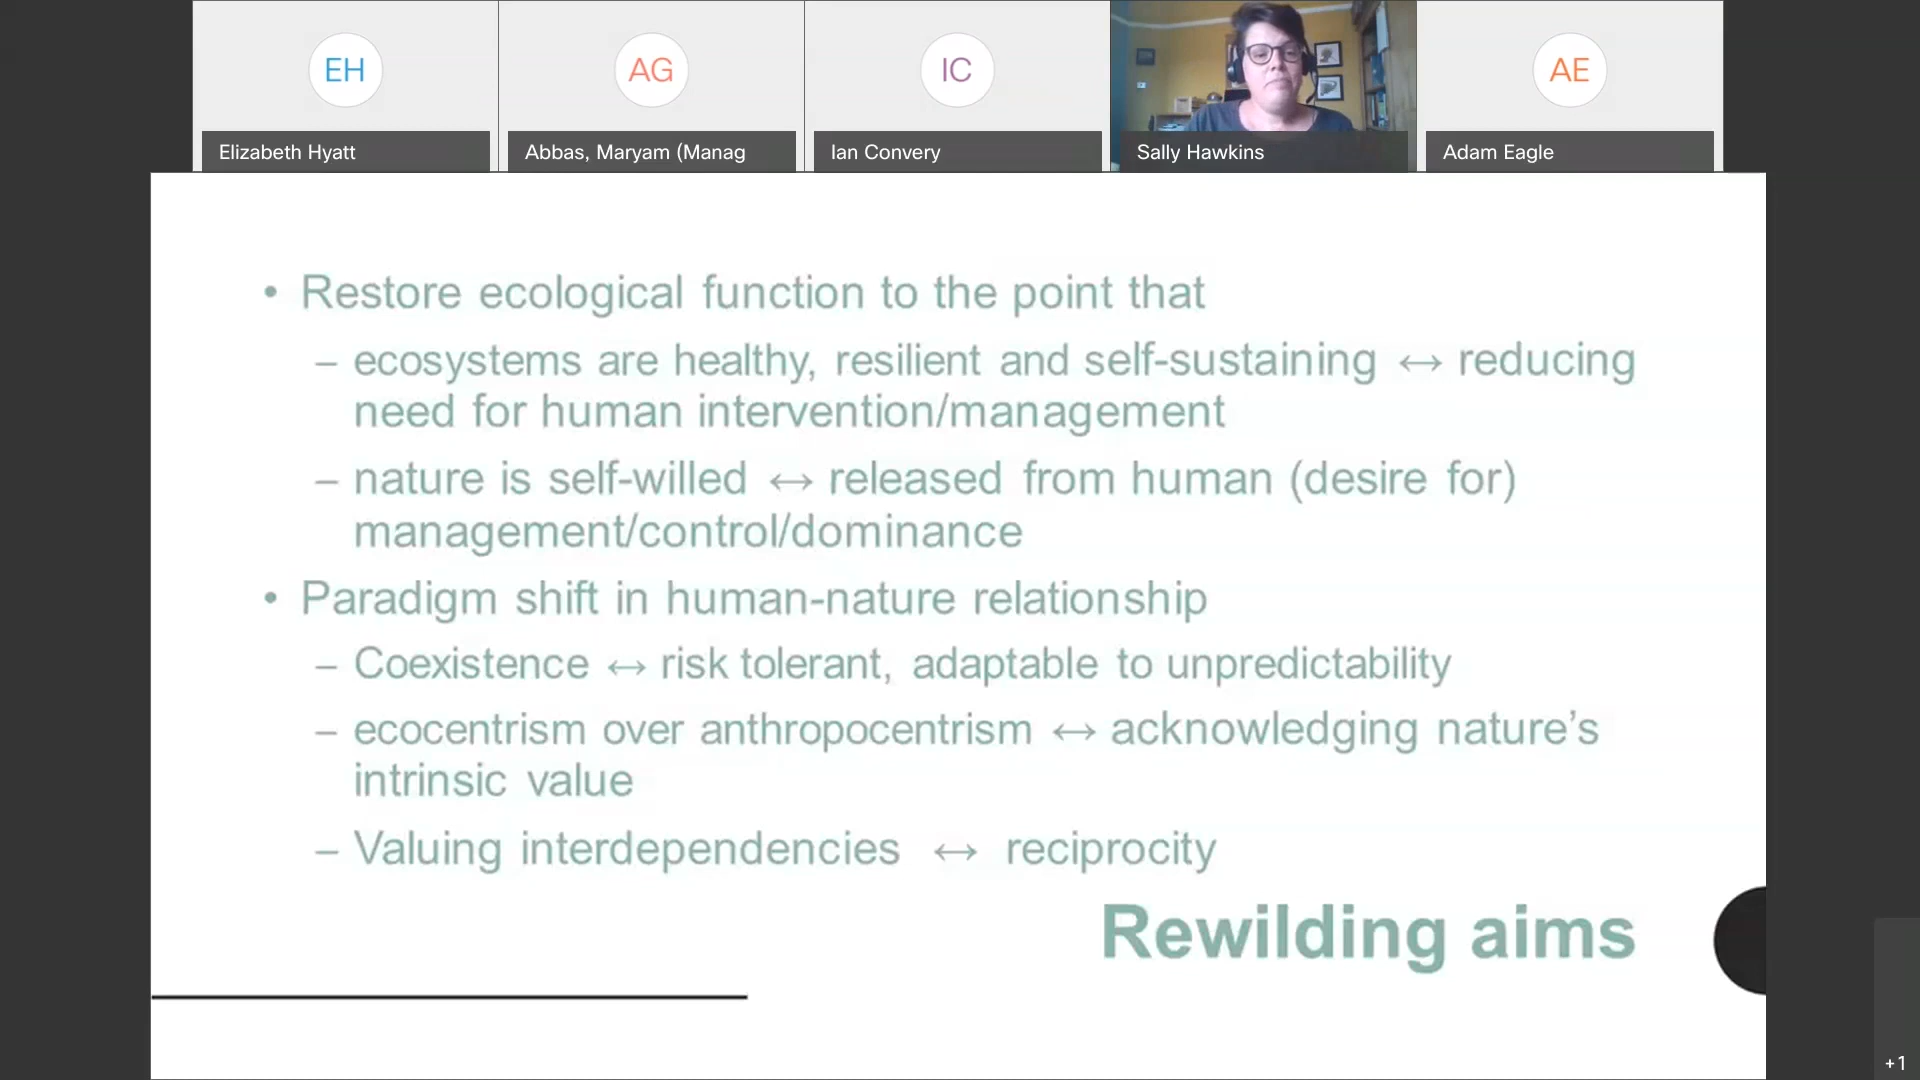 EH
AG
IC
AE
Elizabeth Hyatt
Abbas, Maryam (Manag
Ian Convery
Sally Hawkins
Adam Eagle
• Restore ecological function to the point that
– ecosystems are healthy, resilient and self-sustaining ↔ reducing
need for human intervention/management
– nature is self-willed ↔ released from human (desire for)
management/control/dominance
• Paradigm shift in human-nature relationship
– Coexistence ↔ risk tolerant, adaptable to unpredictability
– ecocentrism over anthropocentrism ↔ acknowledging nature’s
intrinsic value
– Valuing interdependencies ↔ reciprocity
Rewilding aims
+1